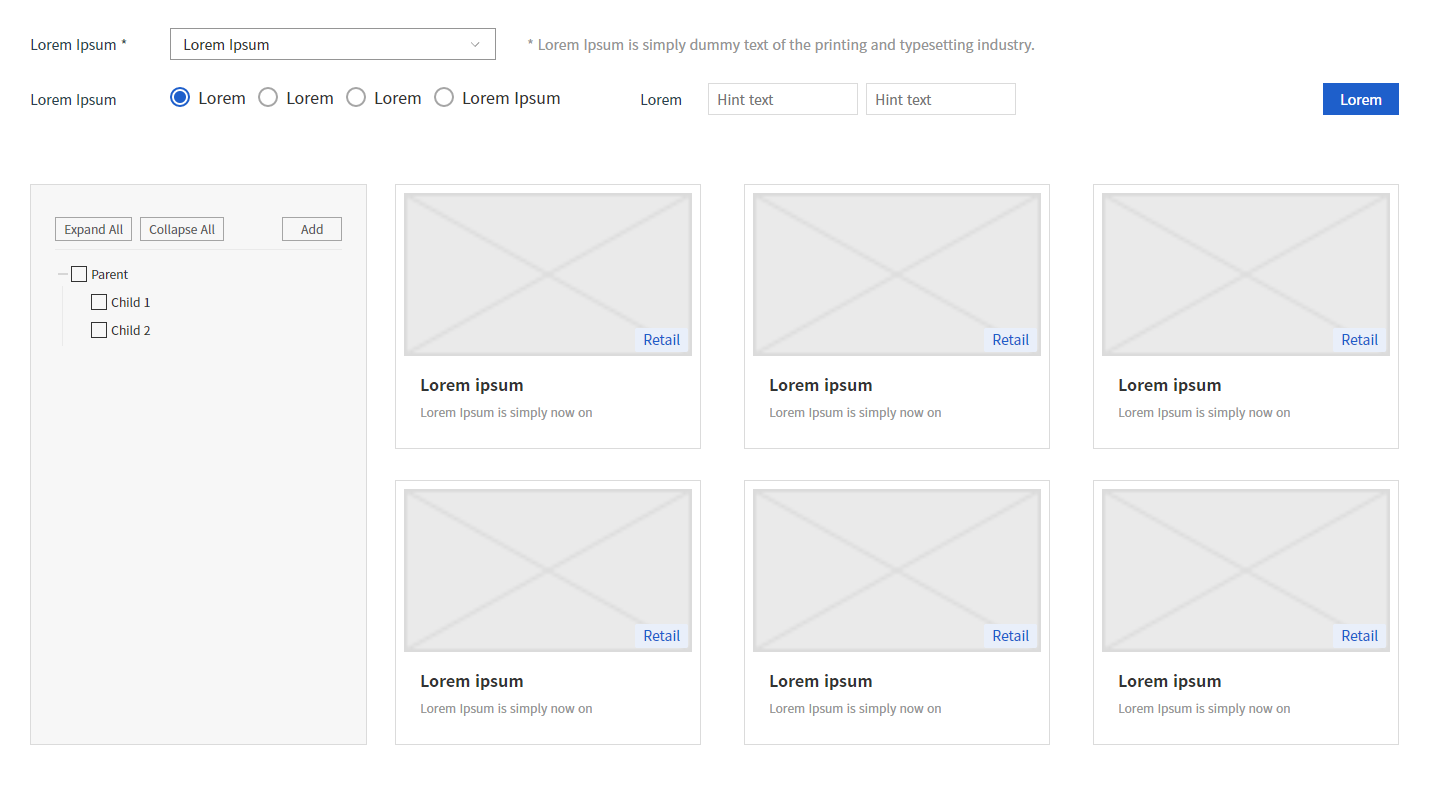 Lorem Ipsum * Lorem Ipsum * Lorem Ipsum is simply dummy text of the printing and typesetting industry.
Lorem Ipsum Lorem Lorem Lorem Lorem Ipsum Lorem Hint text Hint text Lorem
Expand All Collapse All Add
Parent
Child 1
Child 2
Retail Retail Retail
Lorem ipsum Lorem ipsum Lorem ipsum
Lorem Ipsum is simply now on Lorem Ipsum is simply now on Lorem Ipsum is simply now on
Retail Retail Retail
Lorem ipsum Lorem ipsum Lorem ipsum
Lorem Ipsum is simply now on Lorem Ipsum is simply now on Lorem Ipsum is simply now on